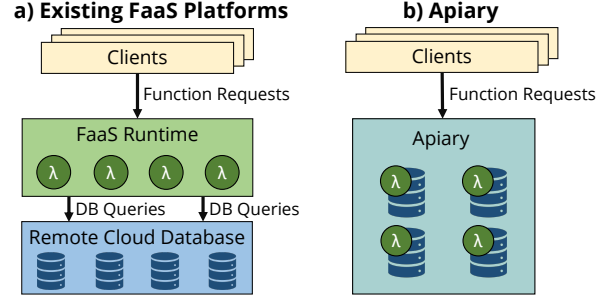 a) Existing FaaS Platforms
Clients
Function Requests
FaaS Runtime
λ λ λ λ
DB Queries DB Queries
Remote Cloud Database
b) Apiary
Clients
Function Requests
Apiary
λ λ
λ λ